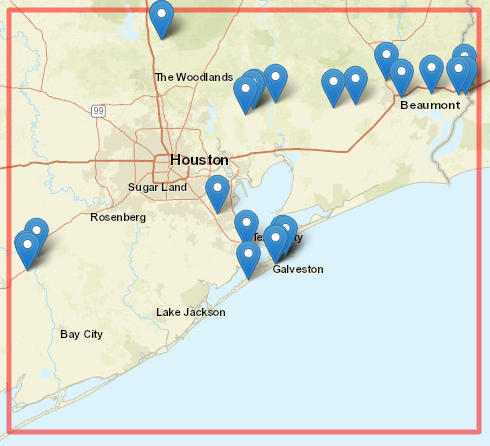 The Woodlands
99
Beaumont
Houston
Sugar Land
Rosenberg
Galveston
Lake Jackson
Bay City